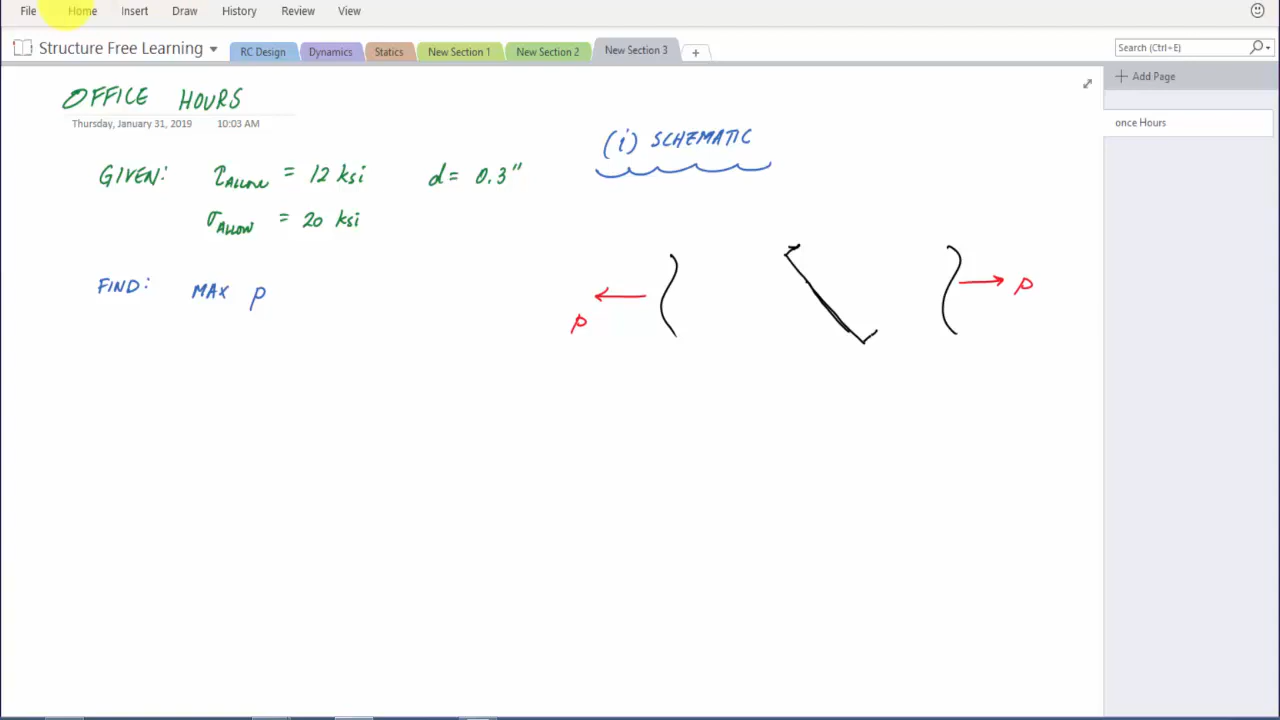 File Home Insert Draw History Review View
Structure Free Learning RC Design Dynamics Statics New Section 1 New Section 2 New Section 3 +
Search (Ctrl+E)
Add Page
once Hours
OFFICE HOURS
Thursday, January 31, 2019 10:03 AM
(i) SCHEMATIC
GIVEN: τALLOW = 12 ksi d = 0.3"
σALLOW = 20 ksi
FIND: MAX P
P
P